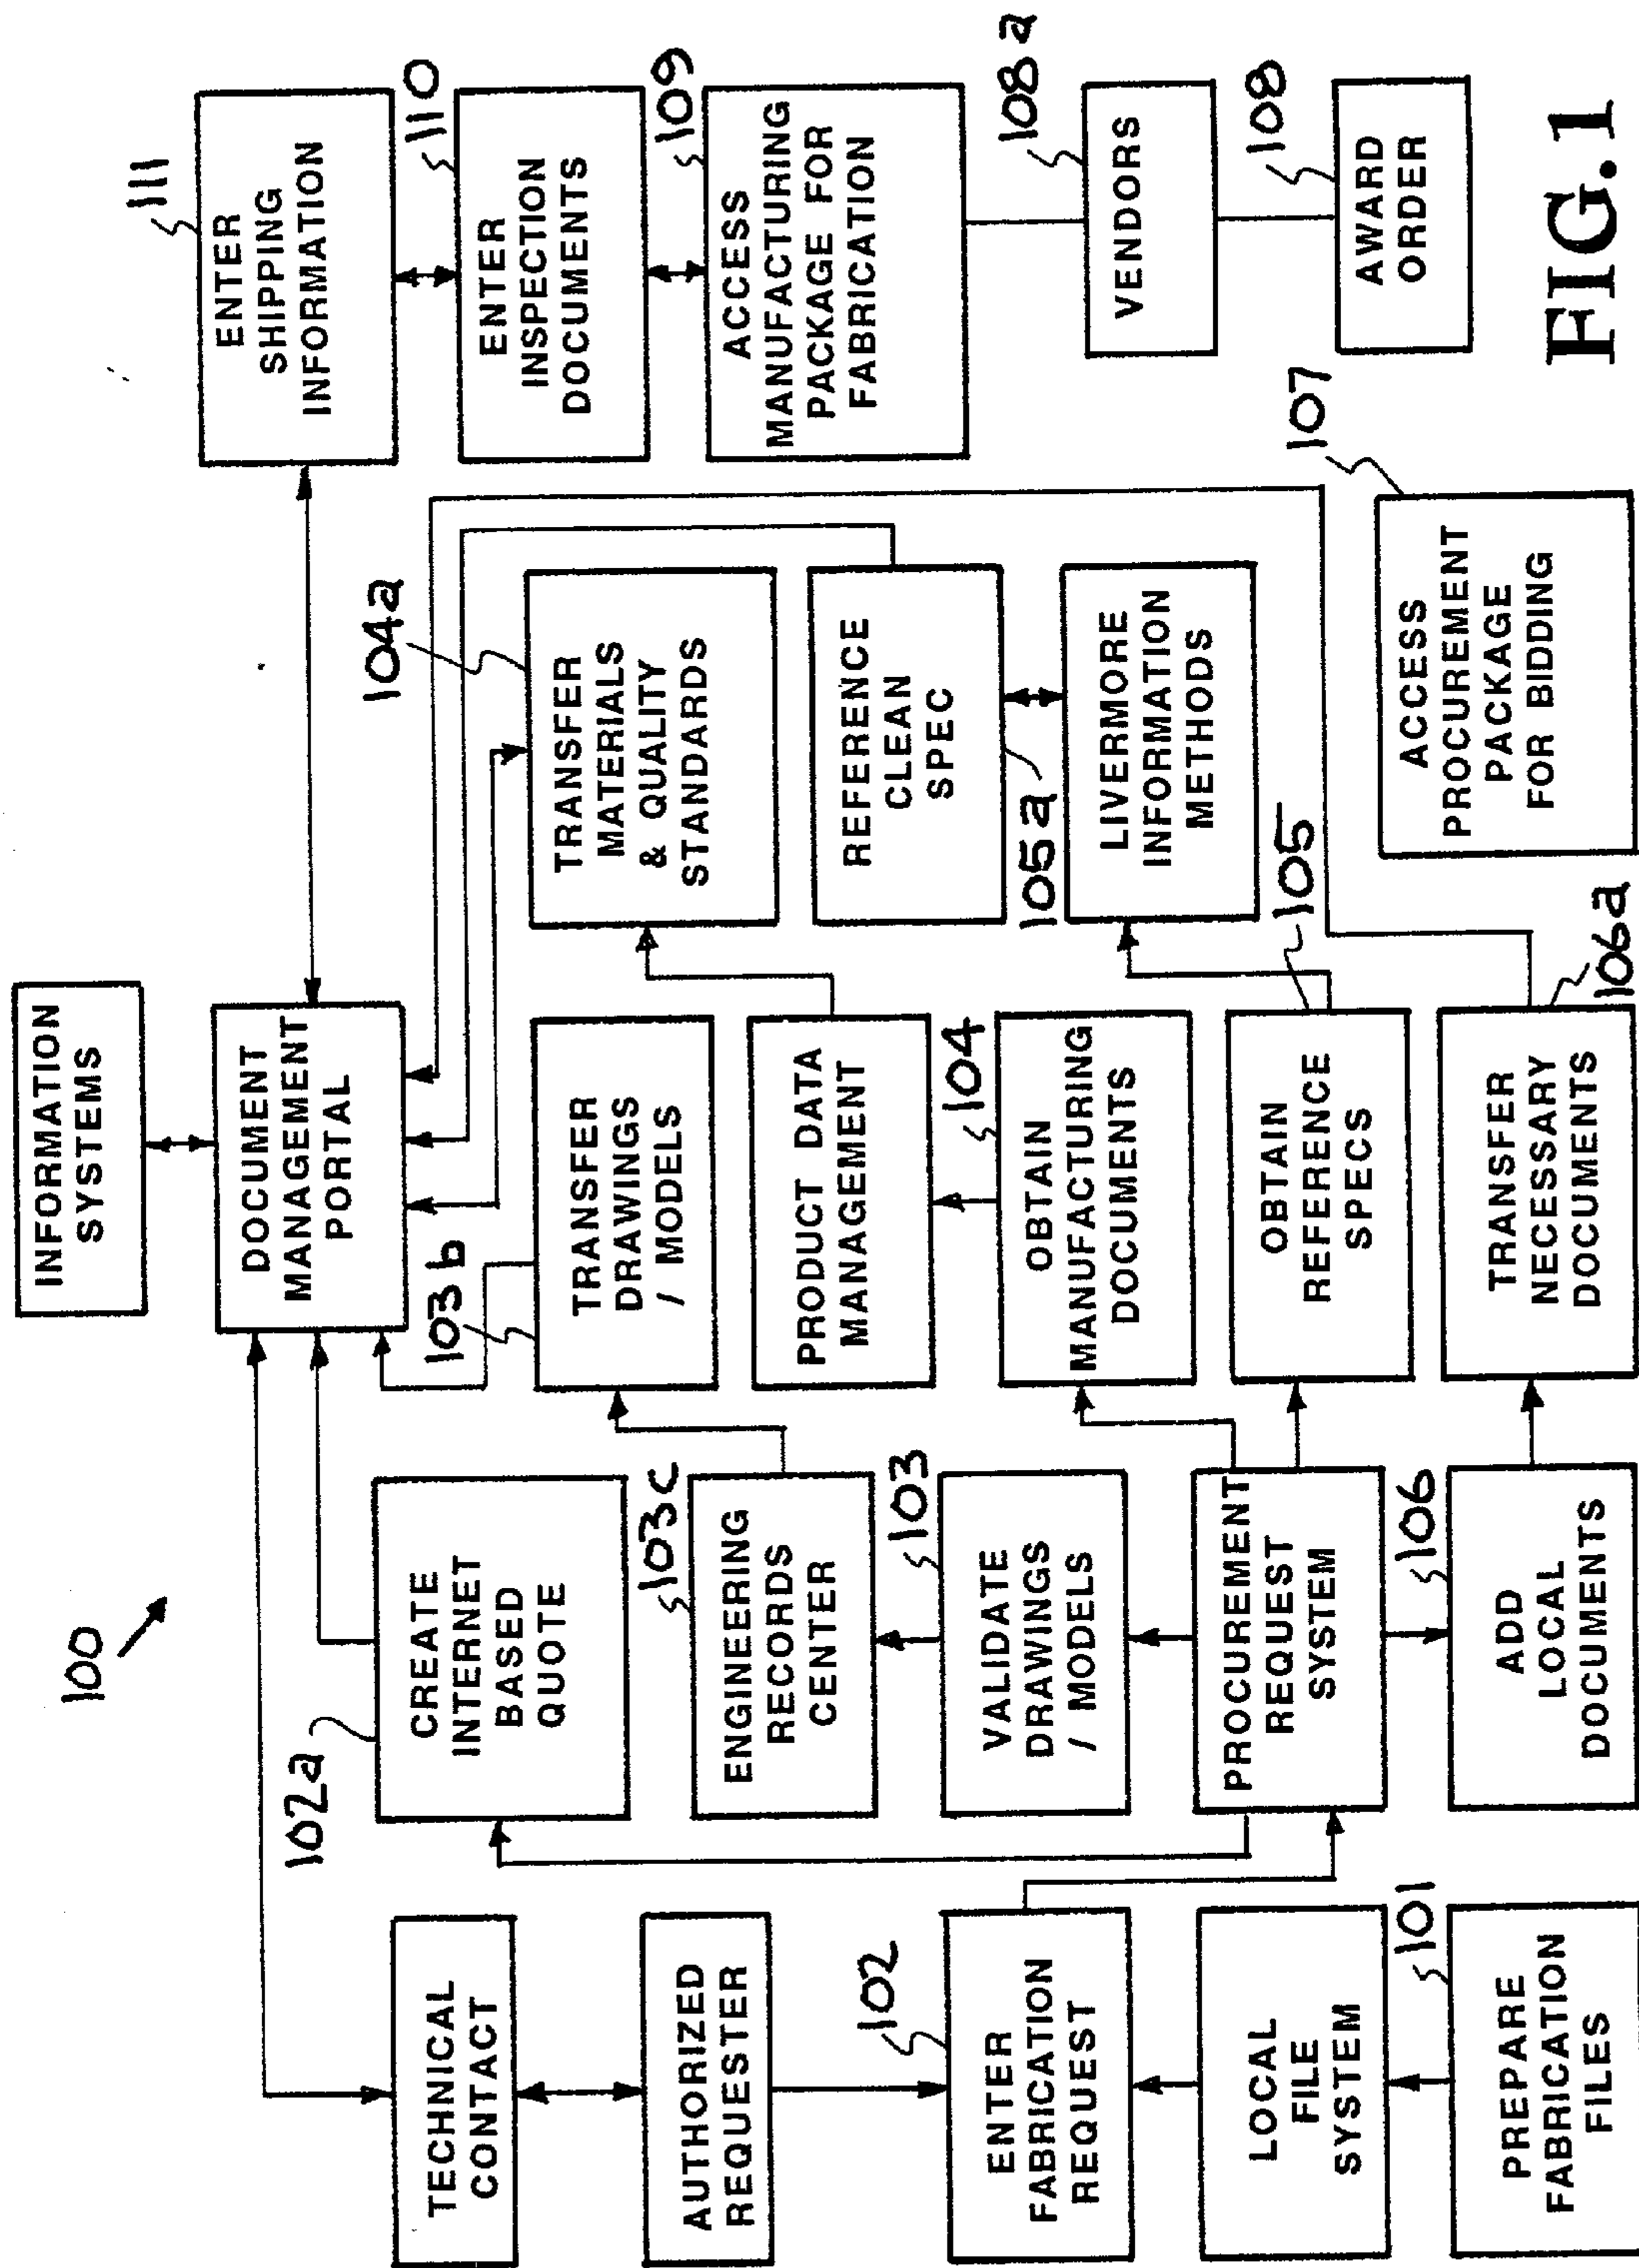 100
INFORMATION
SYSTEMS
DOCUMENT
MANAGEMENT
PORTAL
TECHNICAL
CONTACT
AUTHORIZED
REQUESTER
102
ENTER
FABRICATION
REQUEST
LOCAL
FILE
SYSTEM
101
PREPARE
FABRICATION
FILES
102a
CREATE
INTERNET
BASED
QUOTE
103c
ENGINEERING
RECORDS
CENTER
103
VALIDATE
DRAWINGS
/ MODELS
PROCUREMENT
REQUEST
SYSTEM
106
ADD
LOCAL
DOCUMENTS
103b
TRANSFER
DRAWINGS
/ MODELS
PRODUCT DATA
MANAGEMENT
104
OBTAIN
MANUFACTURING
DOCUMENTS
105
OBTAIN
REFERENCE
SPECS
106a
TRANSFER
NECESSARY
DOCUMENTS
104a
TRANSFER
MATERIALS
& QUALITY
STANDARDS
REFERENCE
CLEAN
SPEC
105a
LIVERMORE
INFORMATION
METHODS
107
ACCESS
PROCUREMENT
PACKAGE
FOR BIDDING
111
ENTER
SHIPPING
INFORMATION
110
ENTER
INSPECTION
DOCUMENTS
109
ACCESS
MANUFACTURING
PACKAGE FOR
FABRICATION
108a
VENDORS
108
AWARD
ORDER
FIG.1